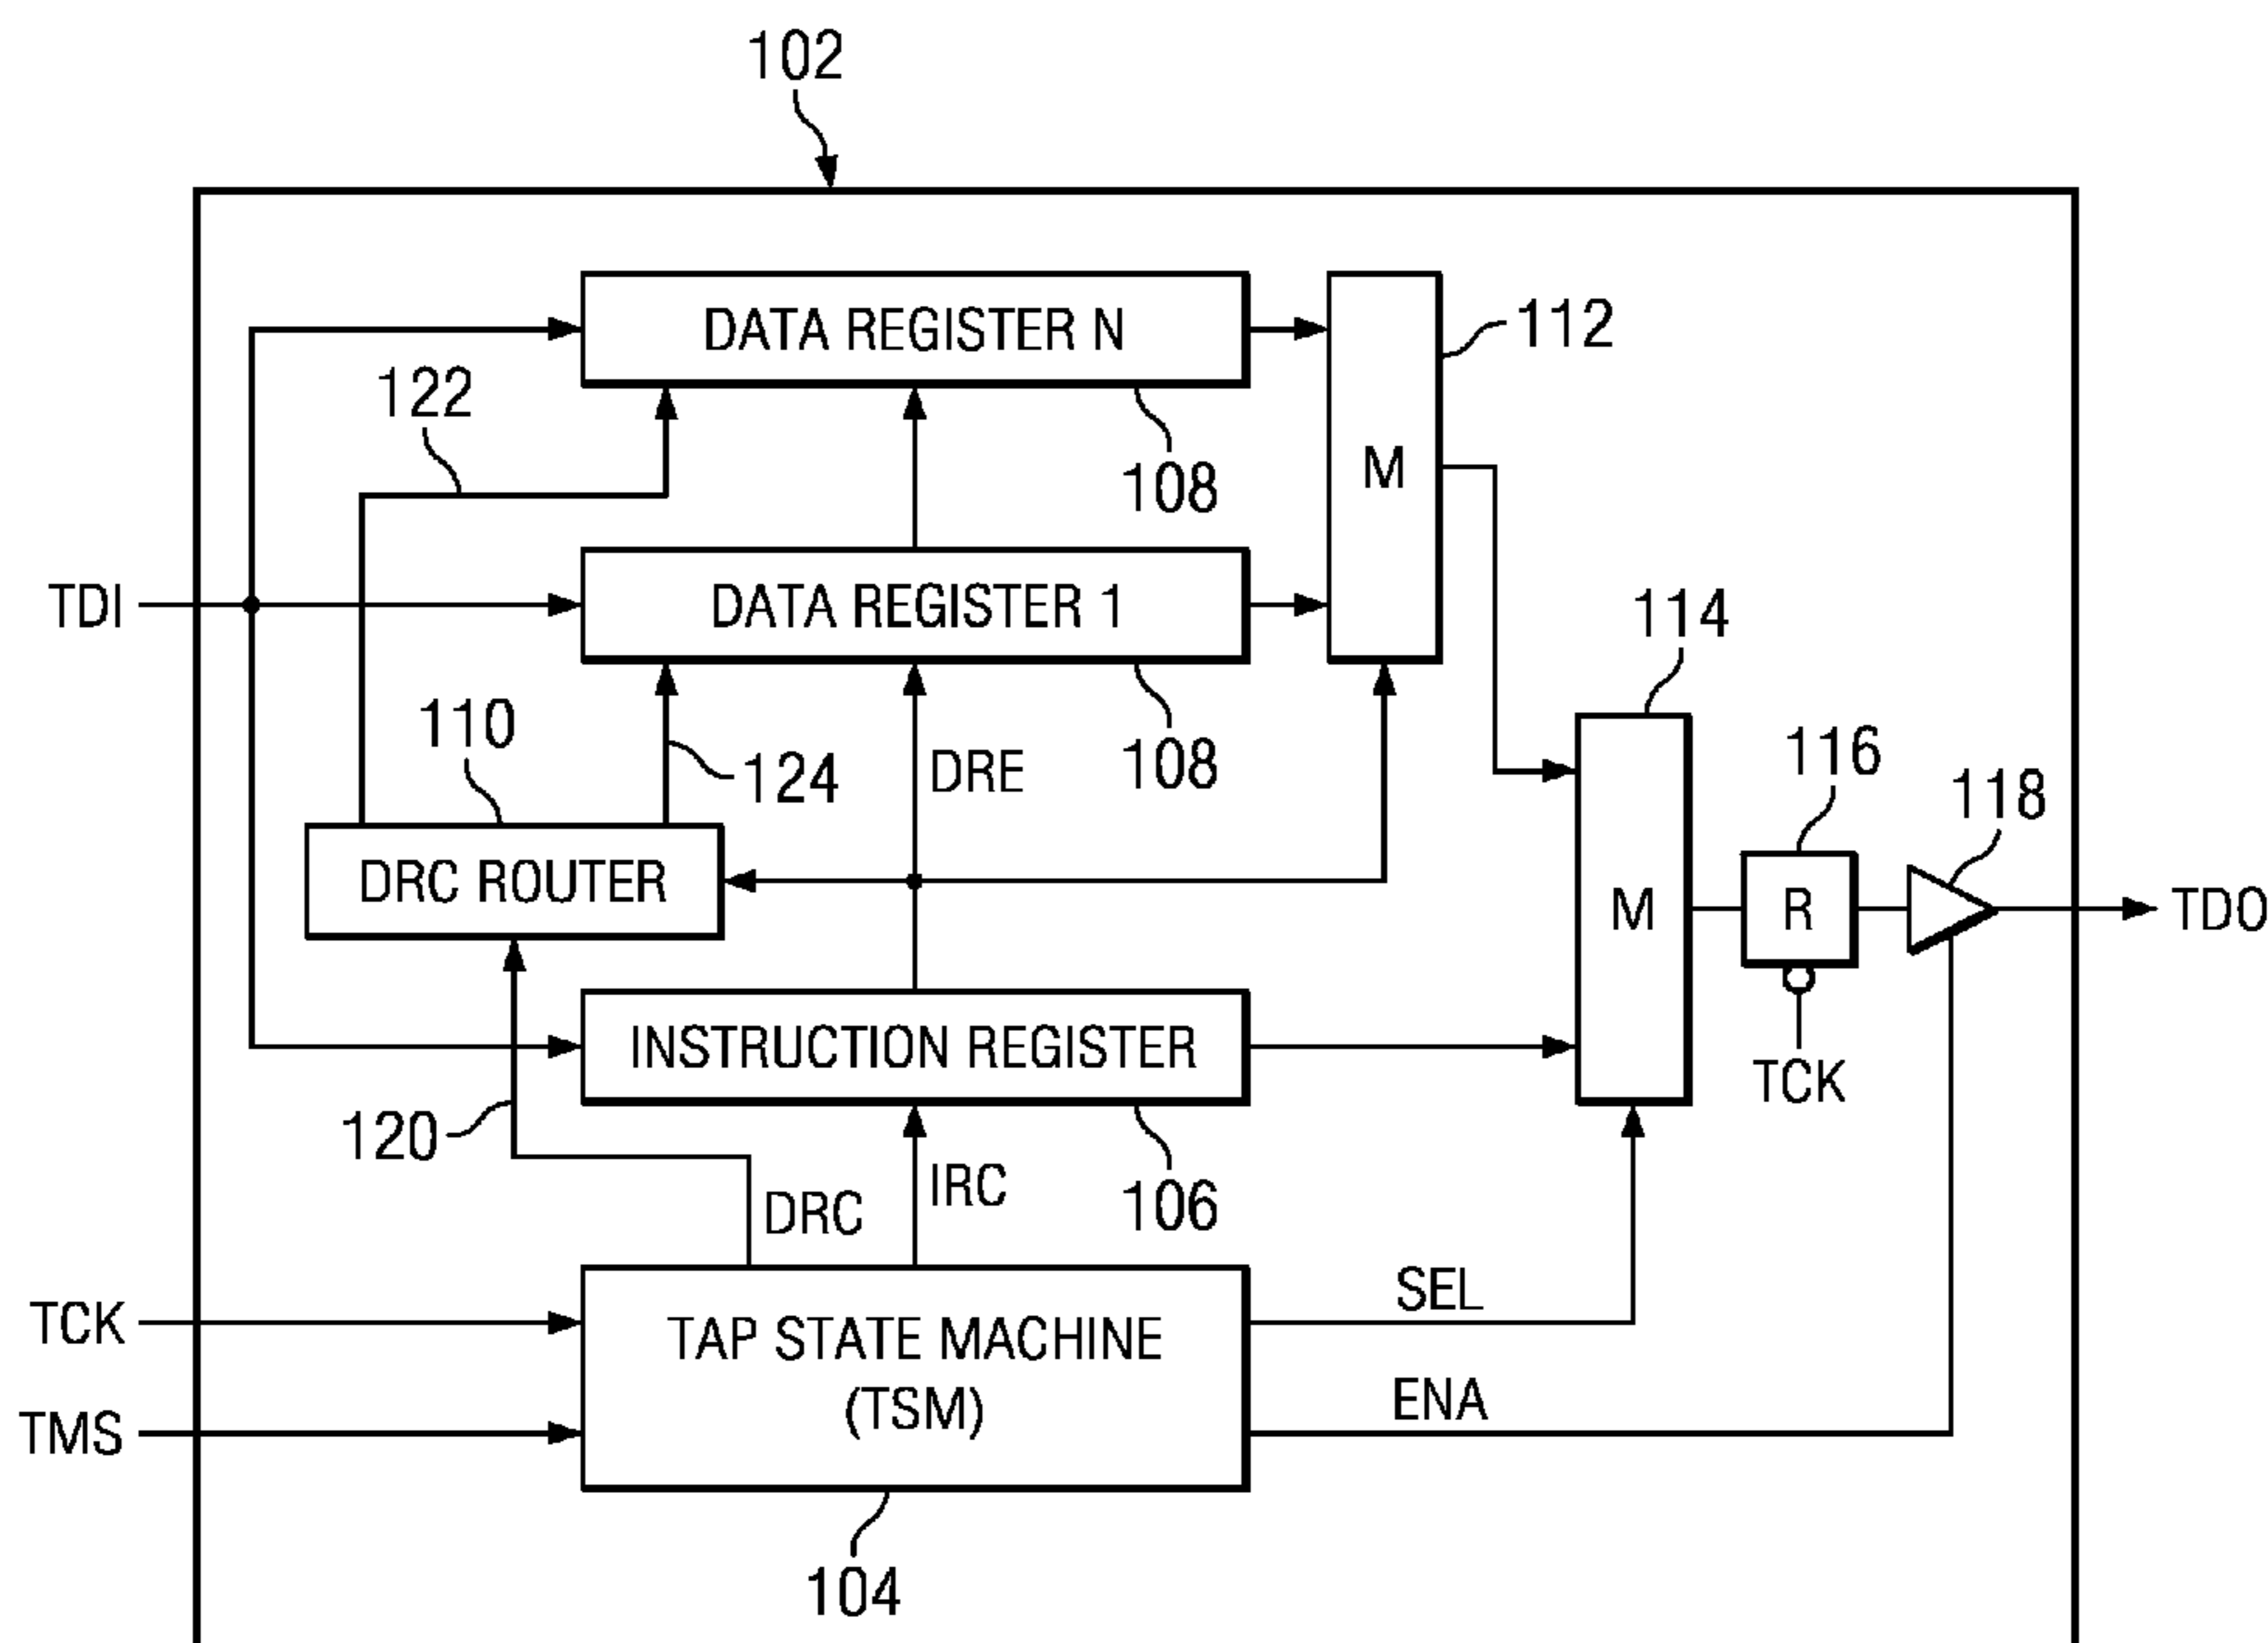 102
DATA REGISTER N
112
122
M
108
TDI
DATA REGISTER 1
114
110
124
DRE
108
116
118
DRC ROUTER
M
R
TDO
INSTRUCTION REGISTER
TCK
120
DRC
IRC
106
SEL
TCK
TAP STATE MACHINE
(TSM)
ENA
TMS
104